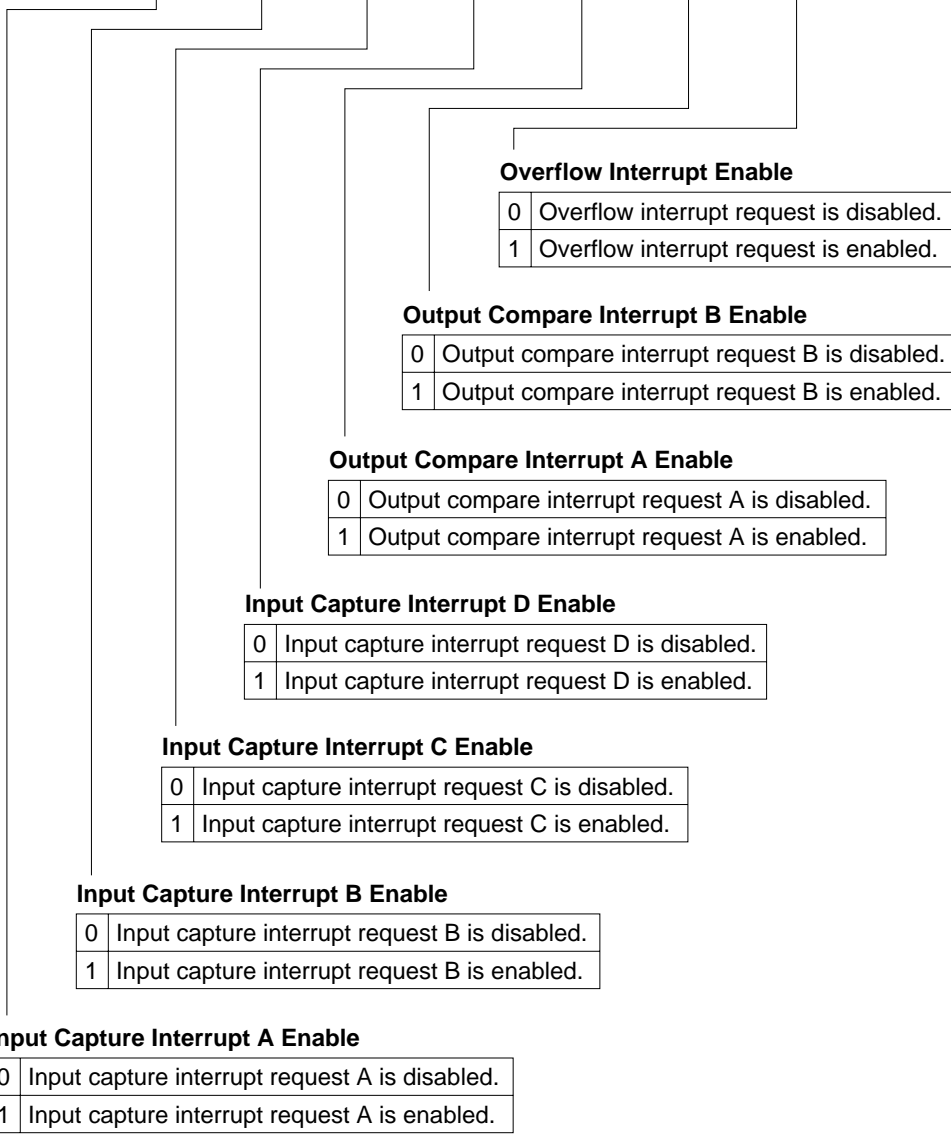 Overflow Interrupt Enable
0 Overflow interrupt request is disabled.
1 Overflow interrupt request is enabled.
Output Compare Interrupt B Enable
0 Output compare interrupt request B is disabled.
1 Output compare interrupt request B is enabled.
Output Compare Interrupt A Enable
0 Output compare interrupt request A is disabled.
1 Output compare interrupt request A is enabled.
Input Capture Interrupt D Enable
0 Input capture interrupt request D is disabled.
1 Input capture interrupt request D is enabled.
Input Capture Interrupt C Enable
0 Input capture interrupt request C is disabled.
1 Input capture interrupt request C is enabled.
Input Capture Interrupt B Enable
0 Input capture interrupt request B is disabled.
1 Input capture interrupt request B is enabled.
nput Capture Interrupt A Enable
0 Input capture interrupt request A is disabled.
1 Input capture interrupt request A is enabled.